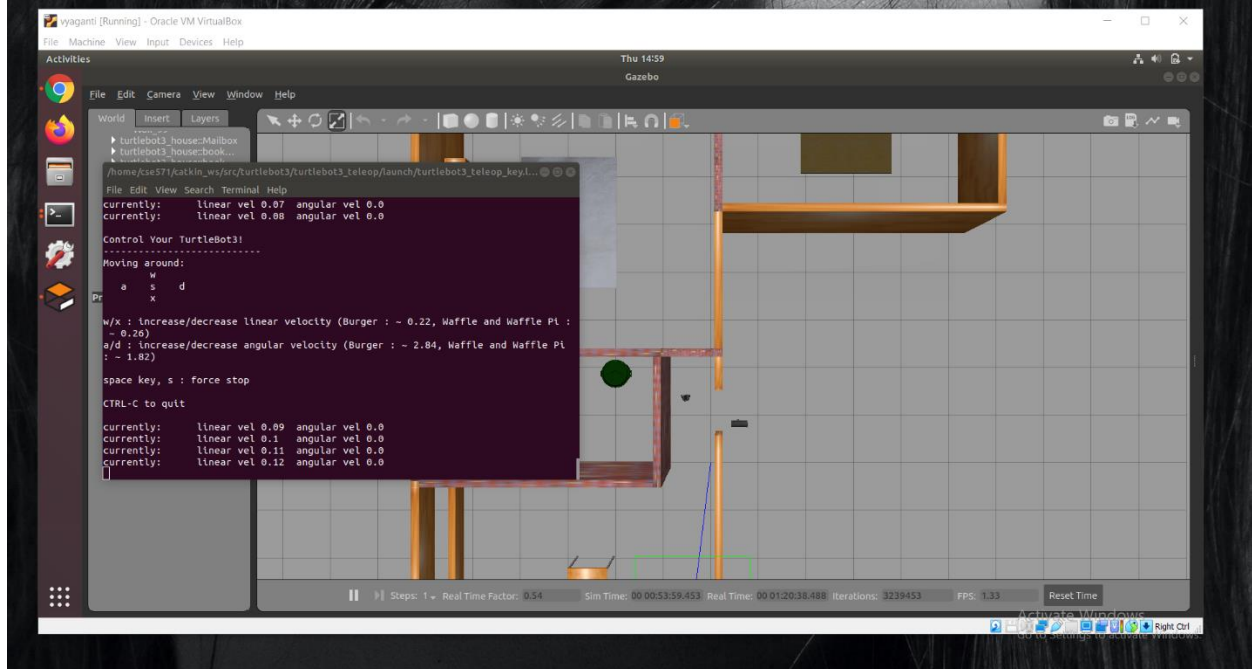 vyaganti [Running] - Oracle VM VirtualBox
File Machine View Input Devices Help
Activities Thu 14:59
Gazebo
File Edit Camera View Window Help
World Insert Layers
turtlebot3_house::Mailbox
turtlebot3_house::book...
/home/cse571/catkin_ws/src/turtlebot3/turtlebot3_teleop/launch/turtlebot3_teleop_key.l...
File Edit View Search Terminal Help
currently: linear vel 0.07 angular vel 0.0
currently: linear vel 0.08 angular vel 0.0
Control Your TurtleBot3!
---------------------------
Moving around:
w
a s d
x
Pr
w/x : increase/decrease linear velocity (Burger : ~ 0.22, Waffle and Waffle Pi :
~ 0.26)
a/d : increase/decrease angular velocity (Burger : ~ 2.84, Waffle and Waffle Pi
: ~ 1.82)
space key, s : force stop
CTRL-C to quit
currently: linear vel 0.09 angular vel 0.0
currently: linear vel 0.1 angular vel 0.0
currently: linear vel 0.11 angular vel 0.0
currently: linear vel 0.12 angular vel 0.0
Steps: 1 Real Time Factor: 0.54 Sim Time: 00 00:53:59.453 Real Time: 00 01:20:38.488 Iterations: 3239453 FPS: 1.33 Reset Time
Activate Windows
Go to Settings to activate Windows.
Right Ctrl